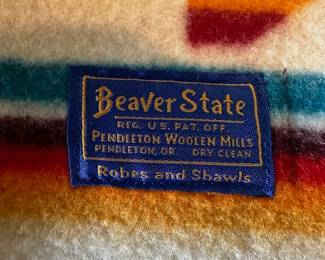 Beaver State
REG. U.S. PAT. OFF.
PENDLETON WOOLEN MILLS
PENDLETON, OR DRY CLEAN
Robes and Shawls